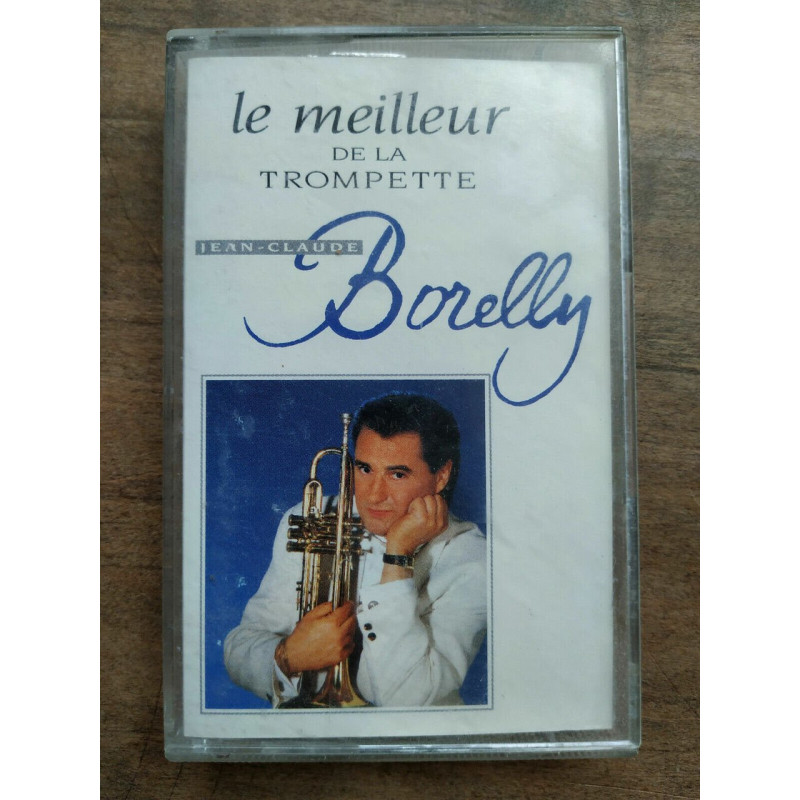 le meilleur
DE LA
TROMPETTE
JEAN-CLAUDE
Borelly